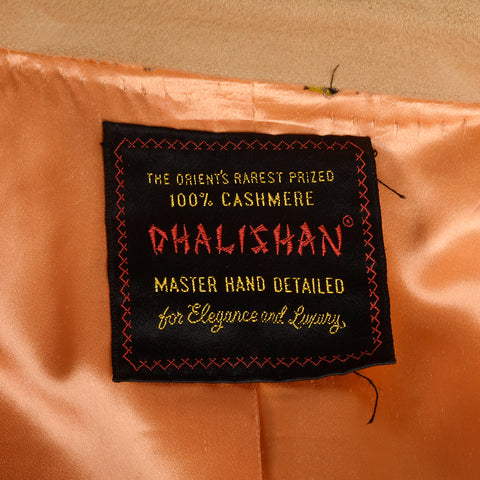 THE ORIENT'S RAREST PRIZED
100% CASHMERE
DHALISHAN®
MASTER HAND DETAILED
for Elegance and Luxury,